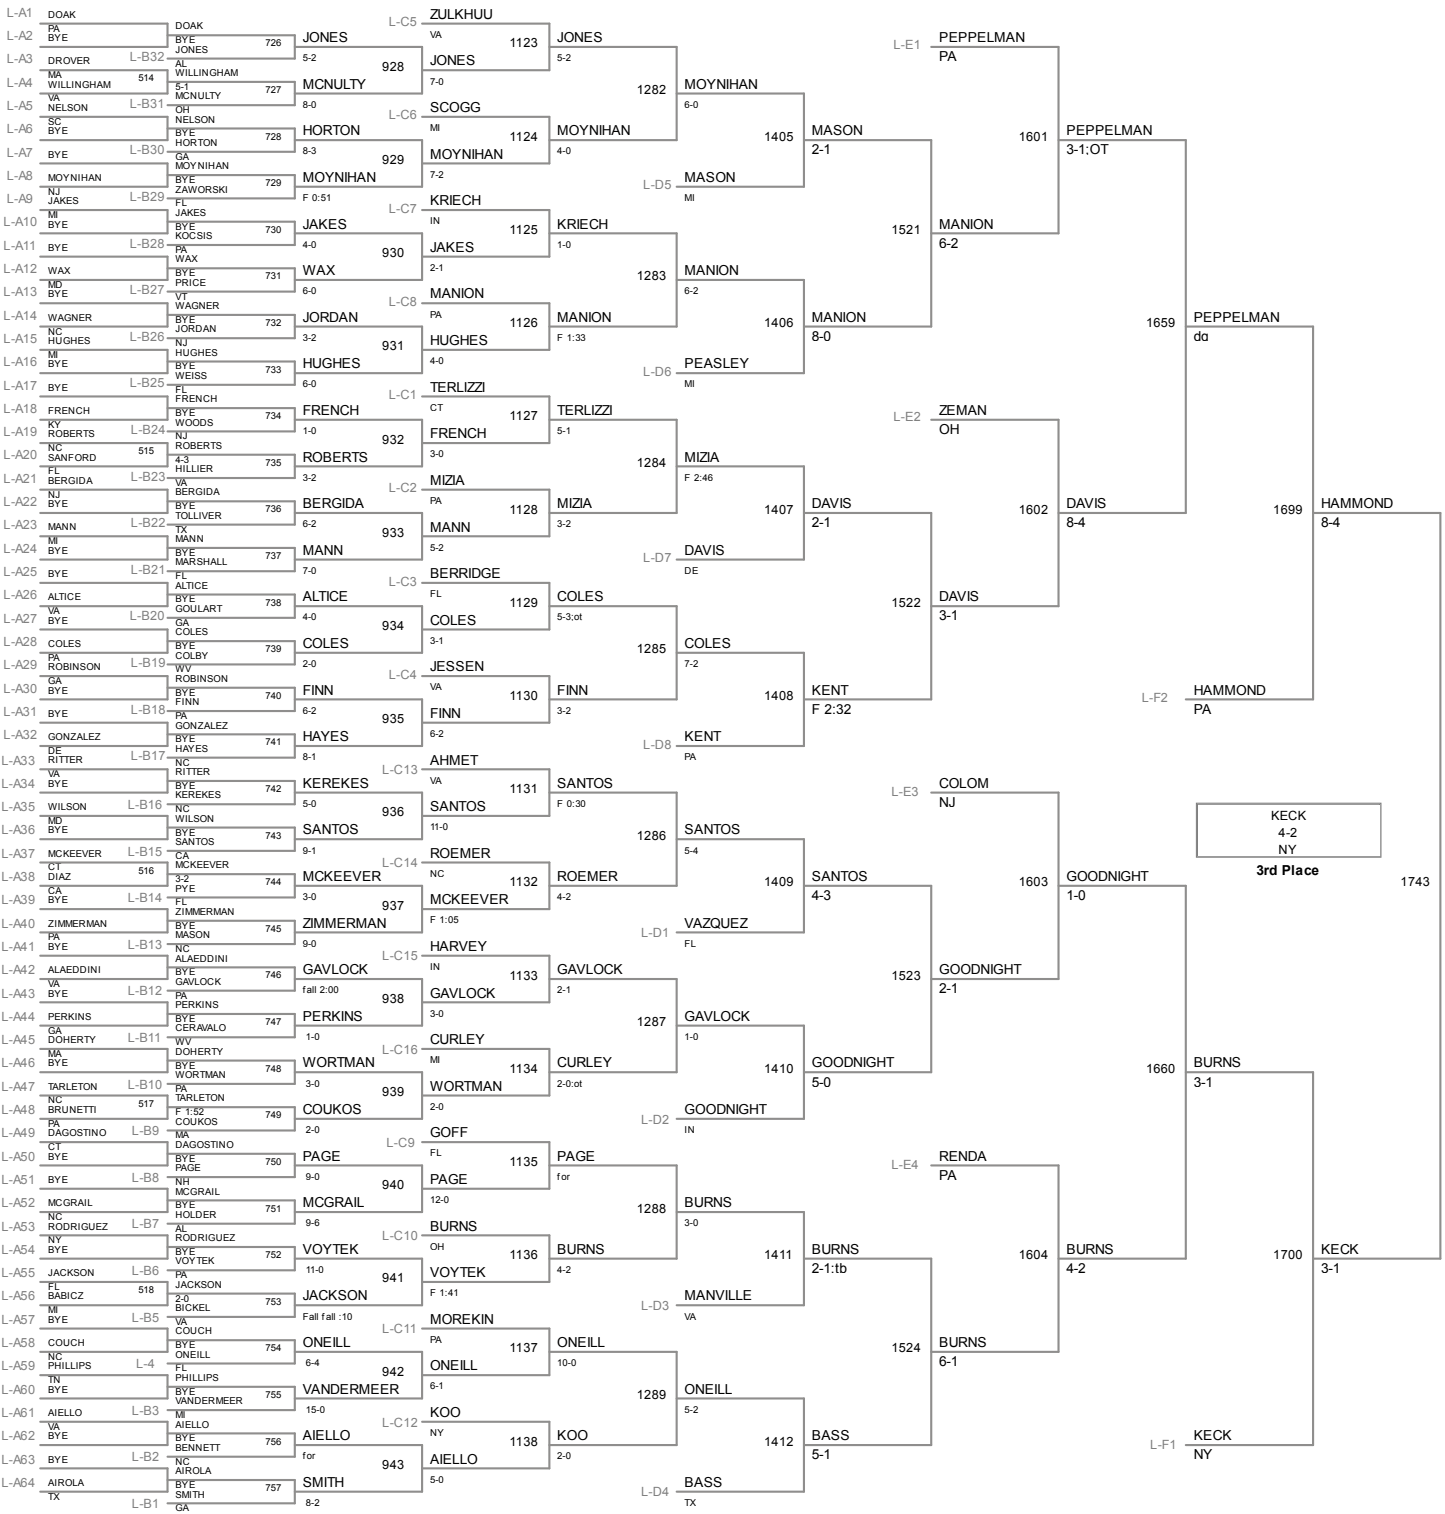 L-A1 DOAK
PA
L-A2 BYE
L-A3 DROVER
MA
L-A4 WILLINGHAM
VA
L-A5 NELSON
SC
L-A6 BYE
L-A7 BYE
L-A8 MOYNIHAN
NJ
L-A9 JAKES
MI
L-A10 BYE
L-A11 BYE
L-A12 WAX
MD
L-A13 BYE
L-A14 WAGNER
NC
L-A15 HUGHES
MI
L-A16 BYE
L-A17 BYE
L-A18 FRENCH
KY
L-A19 ROBERTS
NC
L-A20 SANFORD
FL
L-A21 BERGIDA
NJ
L-A22 BYE
L-A23 MANN
MI
L-A24 BYE
L-A25 BYE
L-A26 ALTICE
VA
L-A27 BYE
L-A28 COLES
PA
L-A29 ROBINSON
GA
L-A30 BYE
L-A31 BYE
L-A32 GONZALEZ
DE
L-A33 RITTER
VA
L-A34 BYE
L-A35 WILSON
MD
L-A36 BYE
L-A37 MCKEEVER
CT
L-A38 DIAZ
CA
L-A39 BYE
L-A40 ZIMMERMAN
PA
L-A41 BYE
L-A42 ALAEDDINI
VA
L-A43 BYE
L-A44 PERKINS
GA
L-A45 DOHERTY
MA
L-A46 BYE
L-A47 TARLETON
NC
L-A48 BRUNETTI
PA
L-A49 DAGOSTINO
CT
L-A50 BYE
L-A51 BYE
L-A52 MCGRAIL
NC
L-A53 RODRIGUEZ
NY
L-A54 BYE
L-A55 JACKSON
FL
L-A56 BABICZ
MI
L-A57 BYE
L-A58 COUCH
NC
L-A59 PHILLIPS
TN
L-A60 BYE
L-A61 AIELLO
VA
L-A62 BYE
L-A63 BYE
L-A64 AIROLA
TX
514
515
516
517
518
DOAK
BYE
L-B32 JONES
AL
WILLINGHAM
5-1
L-B31 MCNULTY
OH
NELSON
BYE
L-B30 HORTON
GA
MOYNIHAN
BYE
L-B29 ZAWORSKI
FL
JAKES
BYE
L-B28 KOCSIS
PA
WAX
BYE
L-B27 PRICE
VT
WAGNER
BYE
L-B26 JORDAN
NJ
HUGHES
BYE
L-B25 WEISS
FL
FRENCH
BYE
L-B24 WOODS
NJ
ROBERTS
4-3
L-B23 HILLIER
VA
BERGIDA
BYE
L-B22 TOLLIVER
TX
MANN
BYE
L-B21 MARSHALL
FL
ALTICE
BYE
L-B20 GOULART
GA
COLES
BYE
L-B19 COLBY
WV
ROBINSON
BYE
L-B18 FINN
PA
GONZALEZ
BYE
L-B17 HAYES
NC
RITTER
BYE
L-B16 KEREKES
NC
WILSON
BYE
L-B15 SANTOS
CA
MCKEEVER
3-2
L-B14 PYE
FL
ZIMMERMAN
BYE
L-B13 MASON
NC
ALAEDDINI
BYE
L-B12 GAVLOCK
PA
PERKINS
BYE
L-B11 CERAVALO
WV
DOHERTY
BYE
L-B10 WORTMAN
PA
TARLETON
F 1:52
L-B9 COUKOS
MA
DAGOSTINO
BYE
L-B8 PAGE
NH
MCGRAIL
BYE
L-B7 HOLDER
AL
RODRIGUEZ
BYE
L-B6 VOYTEK
PA
JACKSON
2-0
L-B5 BICKEL
VA
COUCH
BYE
L-4 ONEILL
FL
PHILLIPS
BYE
L-B3 VANDERMEER
MI
AIELLO
BYE
L-B2 BENNETT
NC
AIROLA
BYE
L-B1 SMITH
GA
726 JONES
5-2
727 MCNULTY
8-0
728 HORTON
8-3
729 MOYNIHAN
F 0:51
730 JAKES
4-0
731 WAX
6-0
732 JORDAN
3-2
733 HUGHES
6-0
734 FRENCH
1-0
735 ROBERTS
3-2
736 BERGIDA
6-2
737 MANN
7-0
738 ALTICE
4-0
739 COLES
2-0
740 FINN
6-2
741 HAYES
8-1
742 KEREKES
5-0
743 SANTOS
9-1
744 MCKEEVER
3-0
745 ZIMMERMAN
9-0
746 GAVLOCK
fall 2:00
747 PERKINS
1-0
748 WORTMAN
3-0
749 COUKOS
2-0
750 PAGE
9-0
751 MCGRAIL
9-6
752 VOYTEK
11-0
753 JACKSON
Fall fall :10
754 ONEILL
6-4
755 VANDERMEER
15-0
756 AIELLO
for
757 SMITH
8-2
L-C5 ZULKHUU
VA
928 JONES
7-0
L-C6 SCOGG
MI
929 MOYNIHAN
7-2
L-C7 KRIECH
IN
930 JAKES
2-1
L-C8 MANION
PA
931 HUGHES
4-0
L-C1 TERLIZZI
CT
932 FRENCH
3-0
L-C2 MIZIA
PA
933 MANN
5-2
L-C3 BERRIDGE
FL
934 COLES
3-1
L-C4 JESSEN
VA
935 FINN
6-2
L-C13 AHMET
VA
936 SANTOS
11-0
L-C14 ROEMER
NC
937 MCKEEVER
F 1:05
L-C15 HARVEY
IN
938 GAVLOCK
3-0
L-C16 CURLEY
MI
939 WORTMAN
2-0
L-C9 GOFF
FL
940 PAGE
12-0
L-C10 BURNS
OH
941 VOYTEK
F 1:41
L-C11 MOREKIN
PA
942 ONEILL
6-1
L-C12 KOO
NY
943 AIELLO
5-0
1123 JONES
5-2
1124 MOYNIHAN
4-0
1125 KRIECH
1-0
1126 MANION
F 1:33
1127 TERLIZZI
5-1
1128 MIZIA
3-2
1129 COLES
5-3;ot
1130 FINN
3-2
1131 SANTOS
F 0:30
1132 ROEMER
4-2
1133 GAVLOCK
2-1
1134 CURLEY
2-0:ot
1135 PAGE
for
1136 BURNS
4-2
1137 ONEILL
10-0
1138 KOO
2-0
1282 MOYNIHAN
6-0
L-D5 MASON
MI
1283 MANION
6-2
L-D6 PEASLEY
MI
1284 MIZIA
F 2:46
L-D7 DAVIS
DE
1285 COLES
7-2
L-D8 KENT
PA
1286 SANTOS
5-4
L-D1 VAZQUEZ
FL
1287 GAVLOCK
1-0
L-D2 GOODNIGHT
IN
1288 BURNS
3-0
L-D3 MANVILLE
VA
1289 ONEILL
5-2
L-D4 BASS
TX
1405 MASON
2-1
1406 MANION
8-0
1407 DAVIS
2-1
1408 KENT
F 2:32
1409 SANTOS
4-3
1410 GOODNIGHT
5-0
1411 BURNS
2-1:tb
1412 BASS
5-1
L-E1 PEPPELMAN
PA
1521 MANION
6-2
L-E2 ZEMAN
OH
1522 DAVIS
3-1
L-E3 COLOM
NJ
1523 GOODNIGHT
2-1
L-E4 RENDA
PA
1524 BURNS
6-1
1601 PEPPELMAN
3-1;OT
1602 DAVIS
8-4
1603 GOODNIGHT
1-0
1604 BURNS
4-2
1659 PEPPELMAN
dq
L-F2 HAMMOND
PA
1660 BURNS
3-1
L-F1 KECK
NY
1699 HAMMOND
8-4
1700 KECK
3-1
KECK
4-2
NY
3rd Place
1743